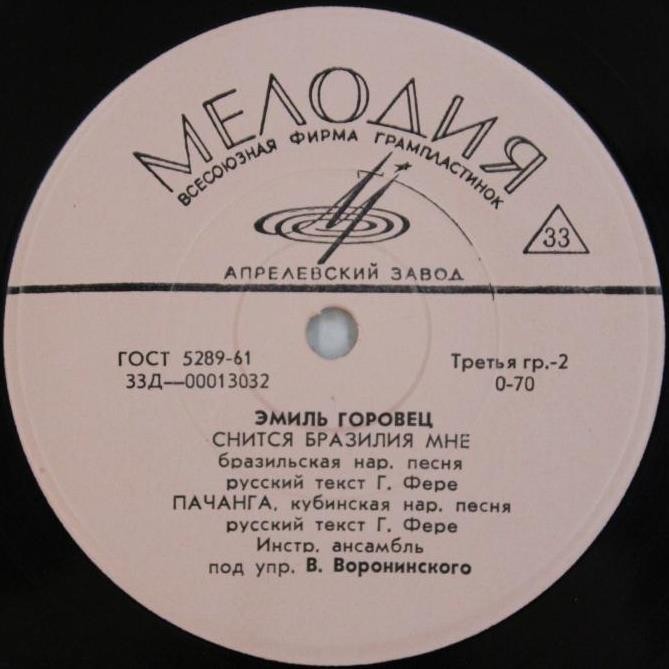 МЕЛОДИЯ
ВСЕСОЮЗНАЯ ФИРМА ГРАМПЛАСТИНОК
33
АПРЕЛЕВСКИЙ ЗАВОД
ГОСТ 5289-61
33Д—00013032
Третья гр.-2
0-70
ЭМИЛЬ ГОРОВЕЦ
СНИТСЯ БРАЗИЛИЯ МНЕ
бразильская нар. песня
русский текст Г. Фере
ПАЧАНГА, кубинская нар. песня
русский текст Г. Фере
Инстр. ансамбль
под упр. В. Воронинского